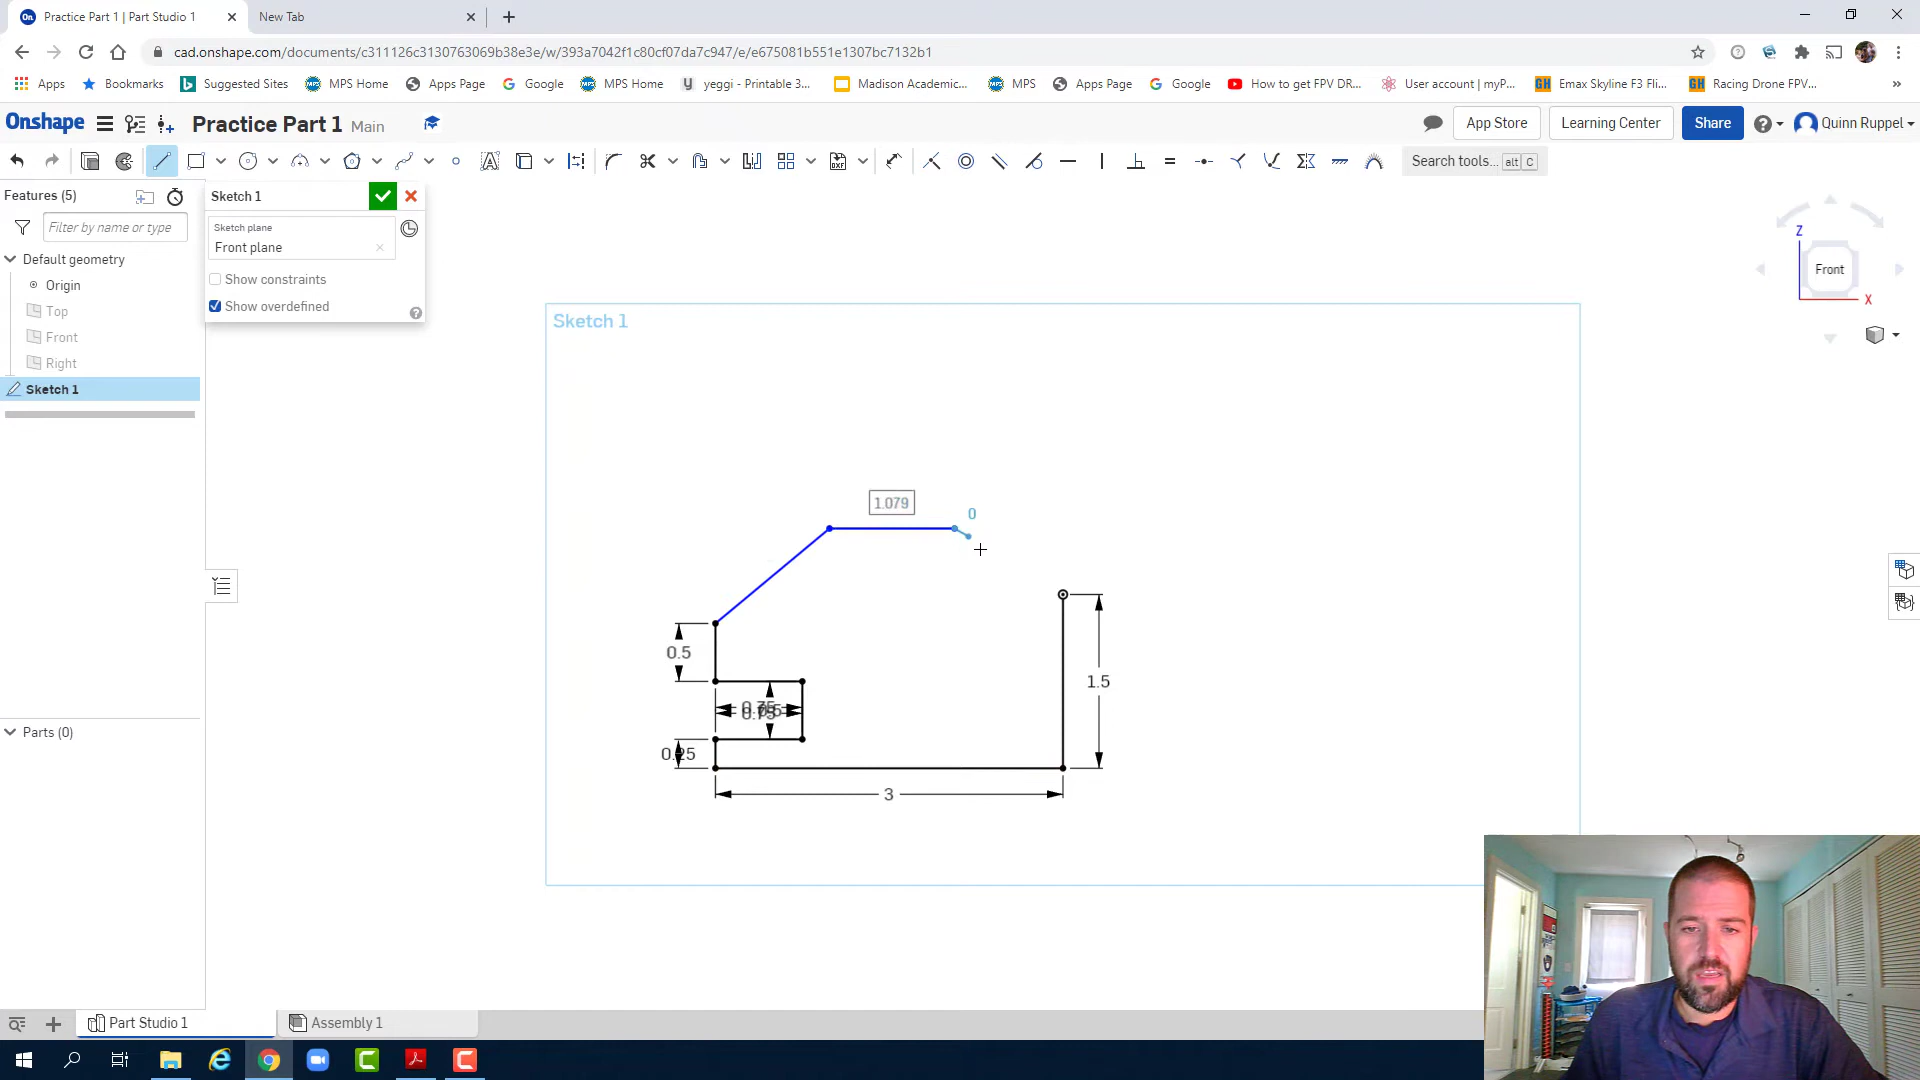 Practice Part 1 | Part Studio 1
New Tab
cad.onshape.com/documents/c311126c3130763069b38e3e/w/393a7042f1c80cf07da7c947/e/e675081b551e1307bc7132b1
Apps
Bookmarks
Suggested Sites
MPS Home
Apps Page
Google
MPS Home
yeggi - Printable 3...
Madison Academic...
MPS
Apps Page
Google
How to get FPV DR...
User account | myP...
Emax Skyline F3 Fli...
Racing Drone FPV...
Onshape
Practice Part 1
Main
App Store
Learning Center
Share
Quinn Ruppel
Search tools...
alt
C
Features (5)
Filter by name or type
Default geometry
Origin
Top
Front
Right
Sketch 1
Parts (0)
Sketch 1
Sketch plane
Front plane
Show constraints
Show overdefined
Sketch 1
1.079
0
0.5
1.5
0.25
3
Z
Front
X
Part Studio 1
Assembly 1